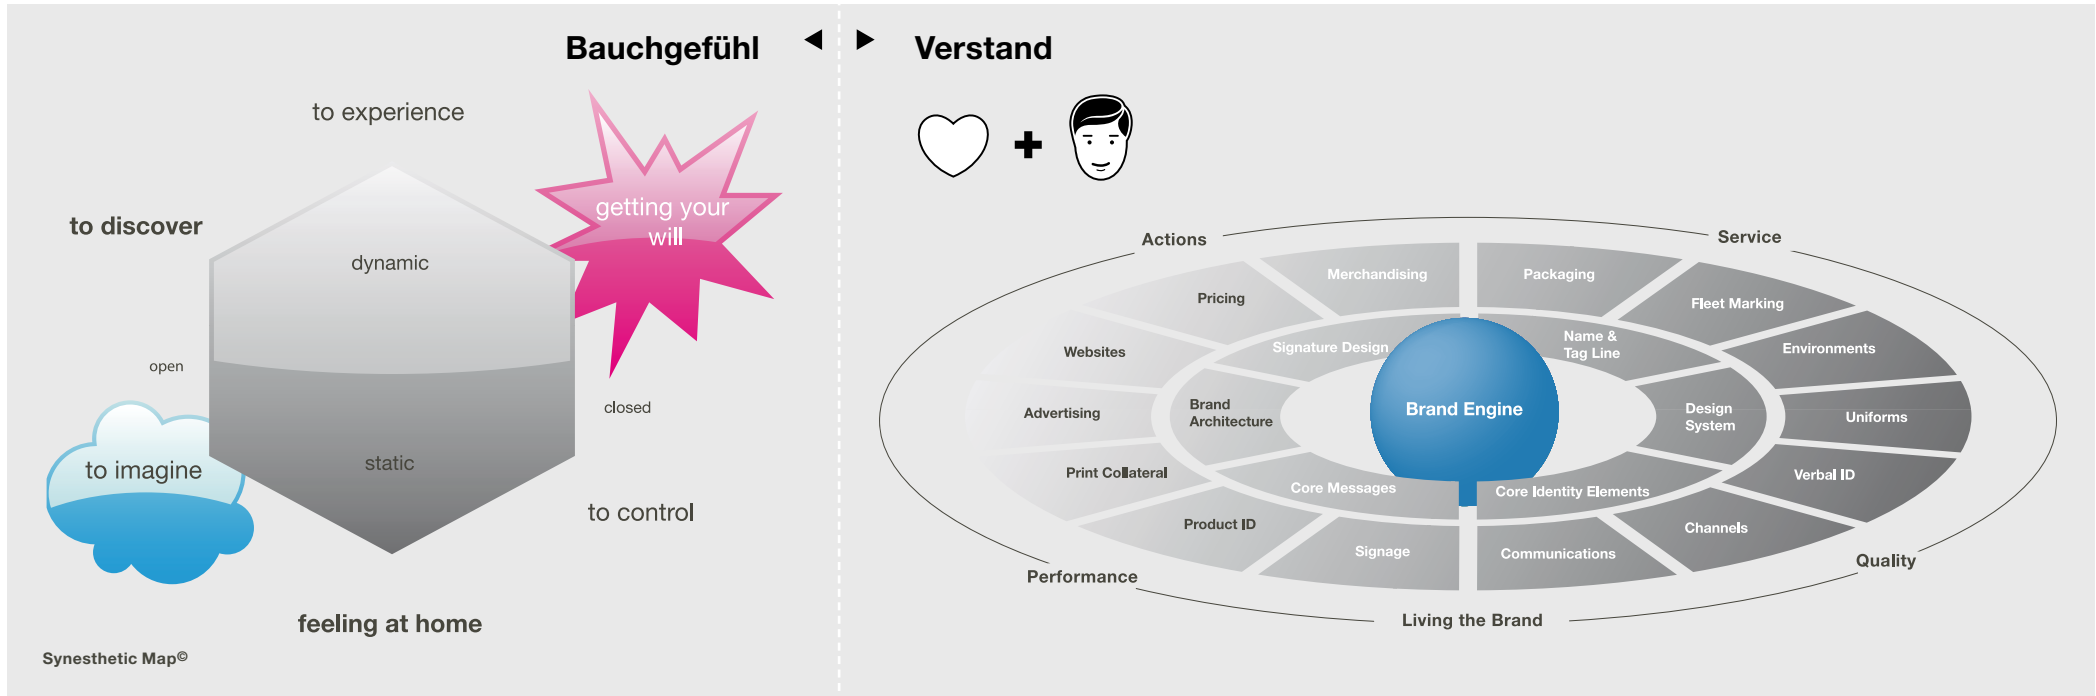 Bauchgefühl
Verstand
to experience
to discover
getting your
will
dynamic
open
closed
static
to imagine
to control
feeling at home
Synesthetic Map©
Actions
Service
Merchandising
Packaging
Pricing
Fleet Marking
Websites
Environments
Advertising
Uniforms
Print Collateral
Verbal ID
Product ID
Channels
Signage
Communications
Signature Design
Name &
Tag Line
Brand
Architecture
Brand Engine
Design
System
Core Messages
Core Identity Elements
Performance
Quality
Living the Brand